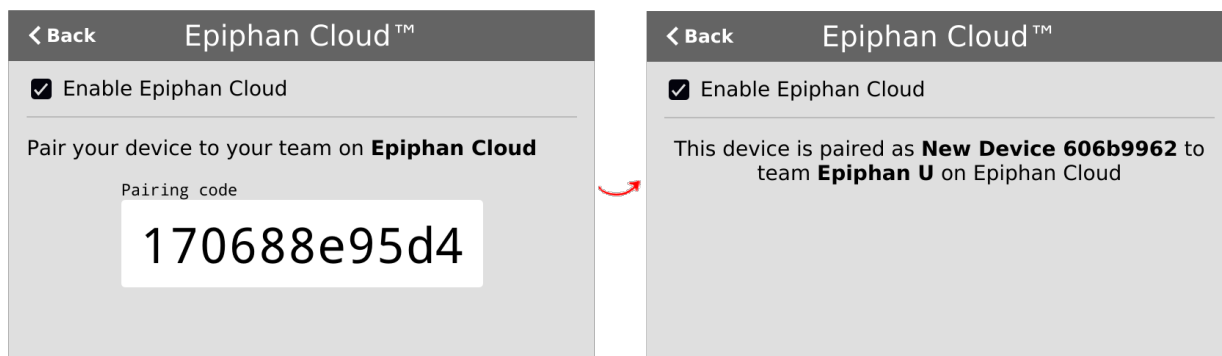 Back
Epiphan Cloud™
Enable Epiphan Cloud
Pair your device to your team on Epiphan Cloud
Pairing code
170688e95d4
Back
Epiphan Cloud™
Enable Epiphan Cloud
This device is paired as New Device 606b9962 to
team Epiphan U on Epiphan Cloud